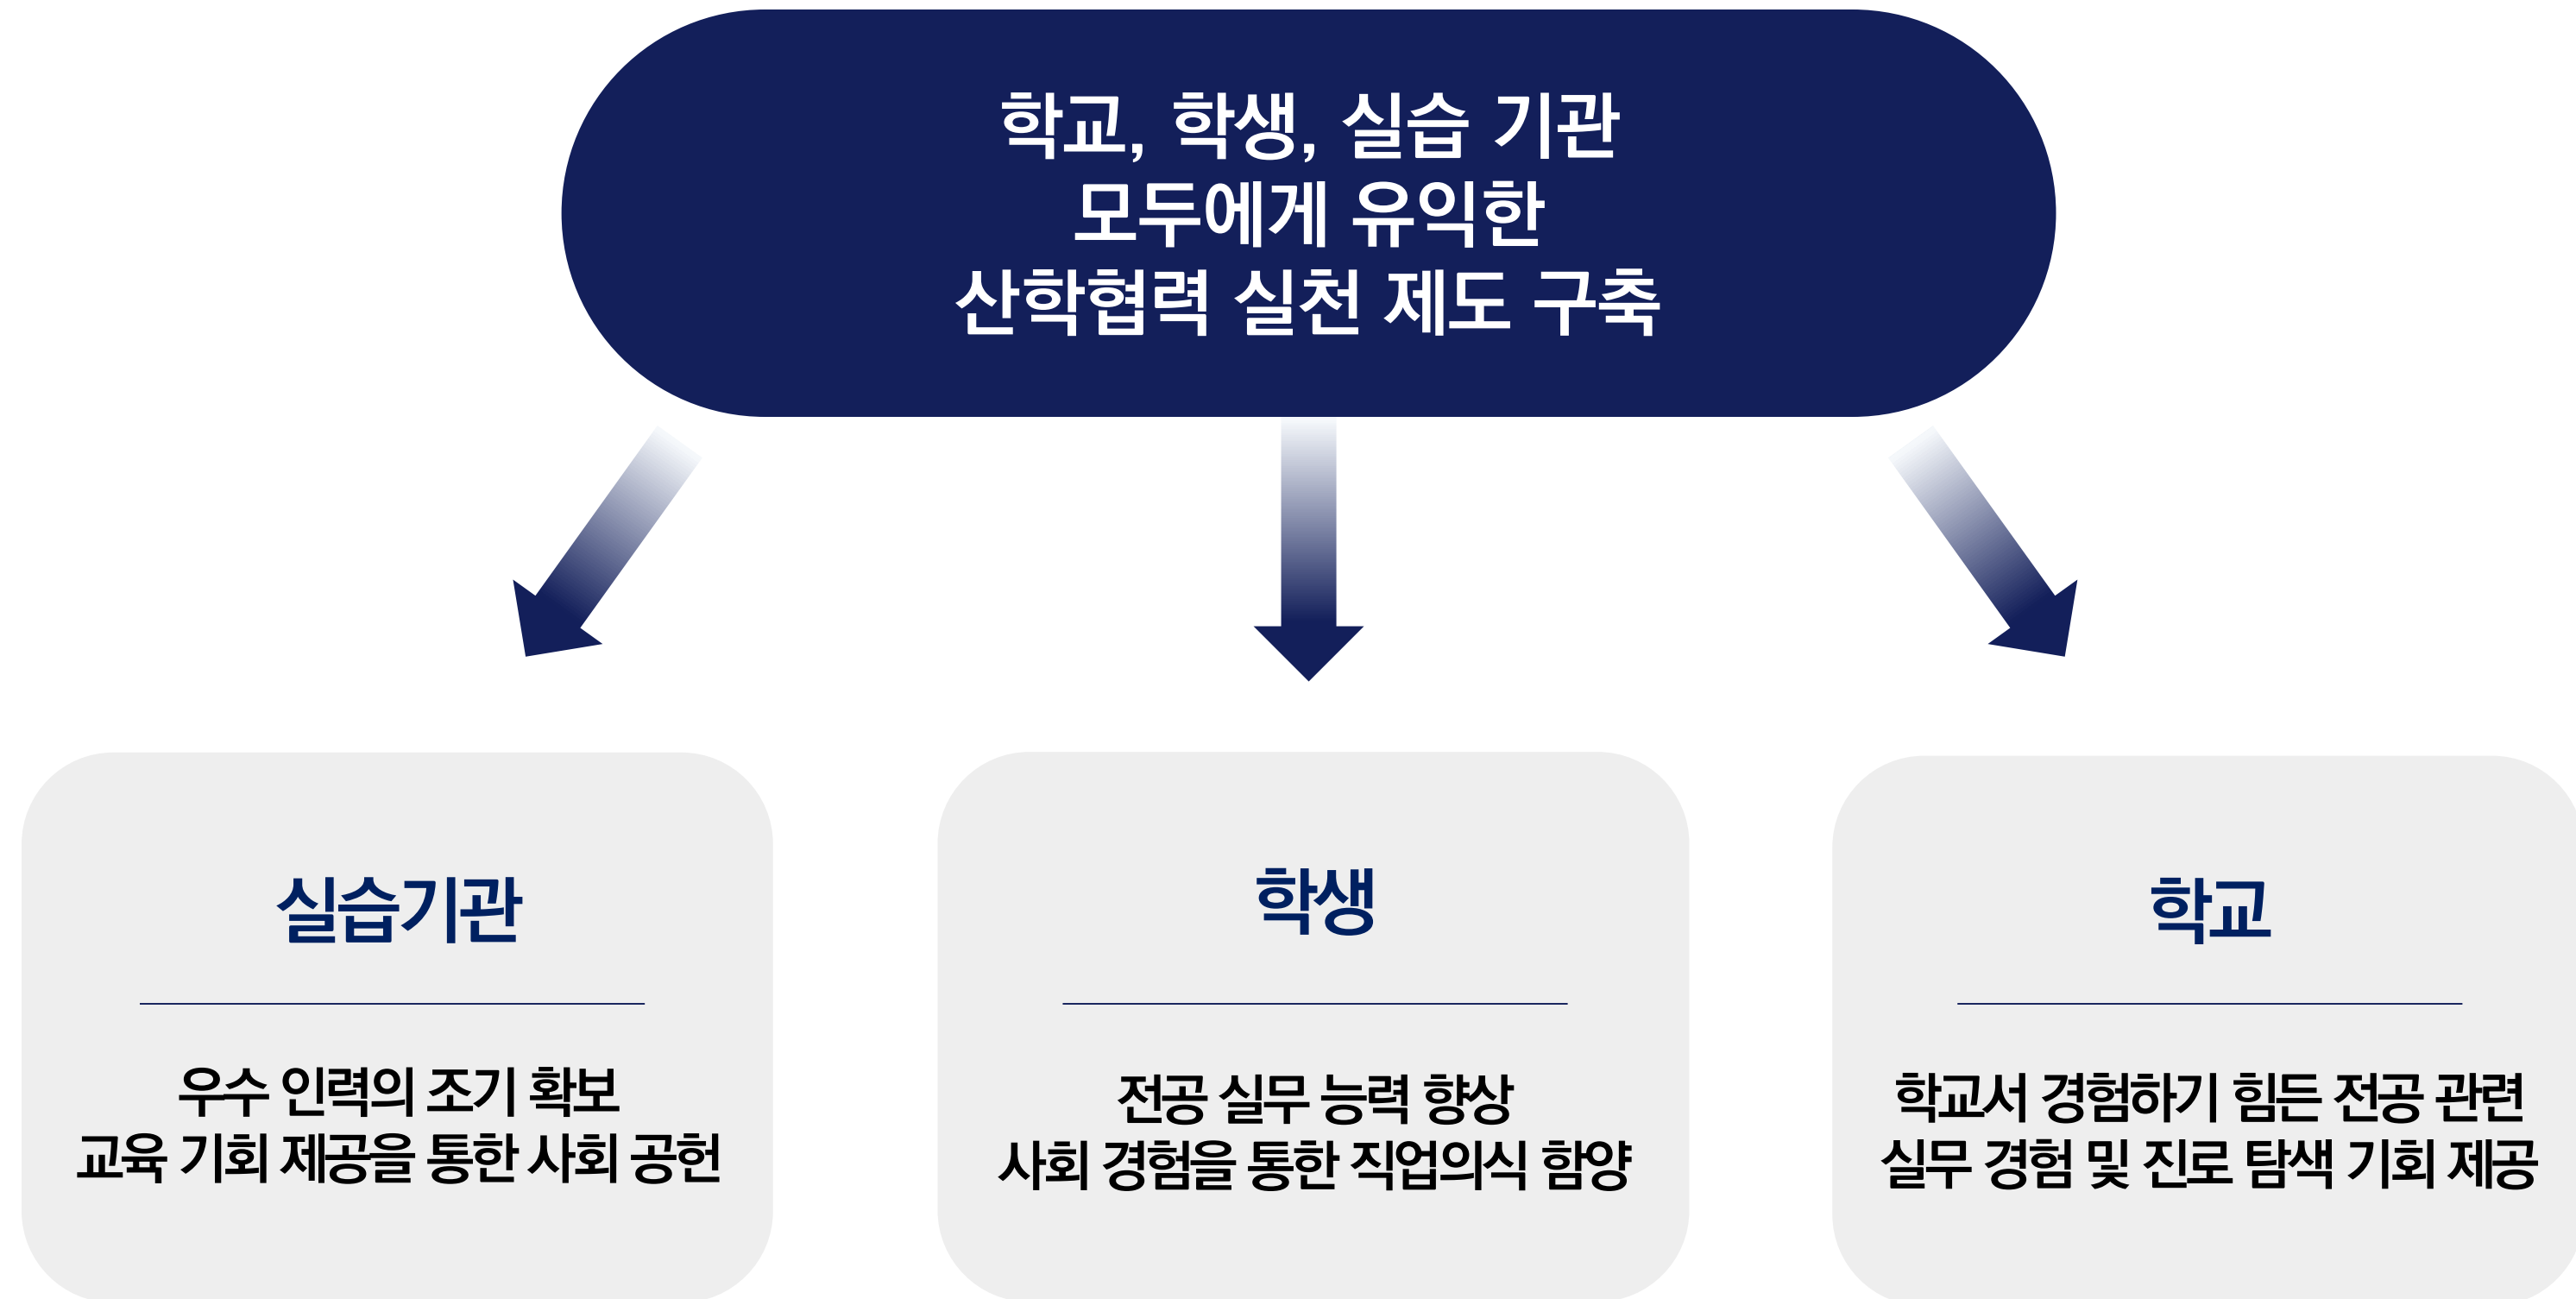 학교, 학생, 실습 기관
모두에게 유익한
산학협력 실천 제도 구축
실습기관
우수 인력의 조기 확보
교육 기회 제공을 통한 사회 공헌
학생
전공 실무 능력 향상
사회 경험을 통한 직업의식 함양
학교
학교서 경험하기 힘든 전공 관련
실무 경험 및 진로 탐색 기회 제공